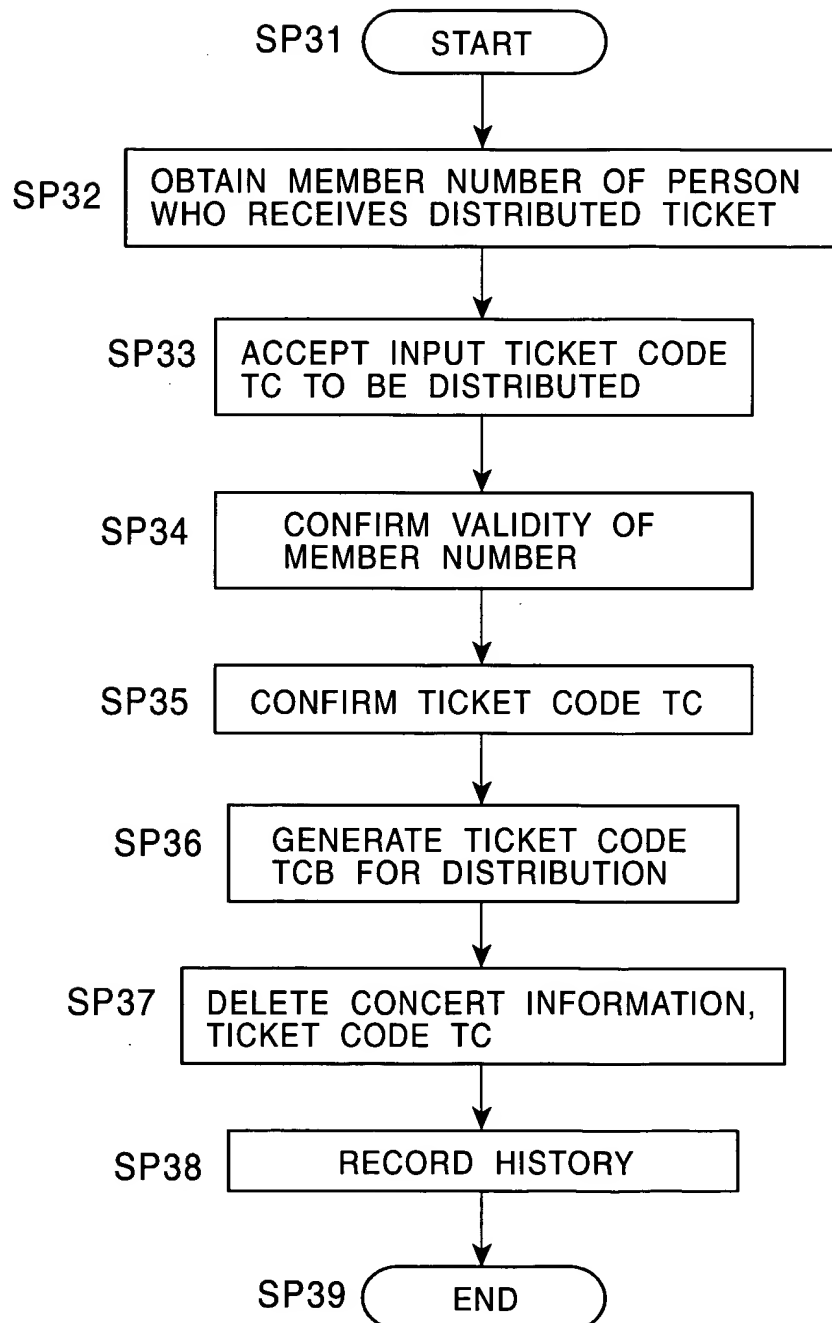 SP31 START
SP32 OBTAIN MEMBER NUMBER OF PERSON
WHO RECEIVES DISTRIBUTED TICKET
SP33 ACCEPT INPUT TICKET CODE
TC TO BE DISTRIBUTED
SP34 CONFIRM VALIDITY OF
MEMBER NUMBER
SP35 CONFIRM TICKET CODE TC
SP36 GENERATE TICKET CODE
TCB FOR DISTRIBUTION
SP37 DELETE CONCERT INFORMATION,
TICKET CODE TC
SP38 RECORD HISTORY
SP39 END